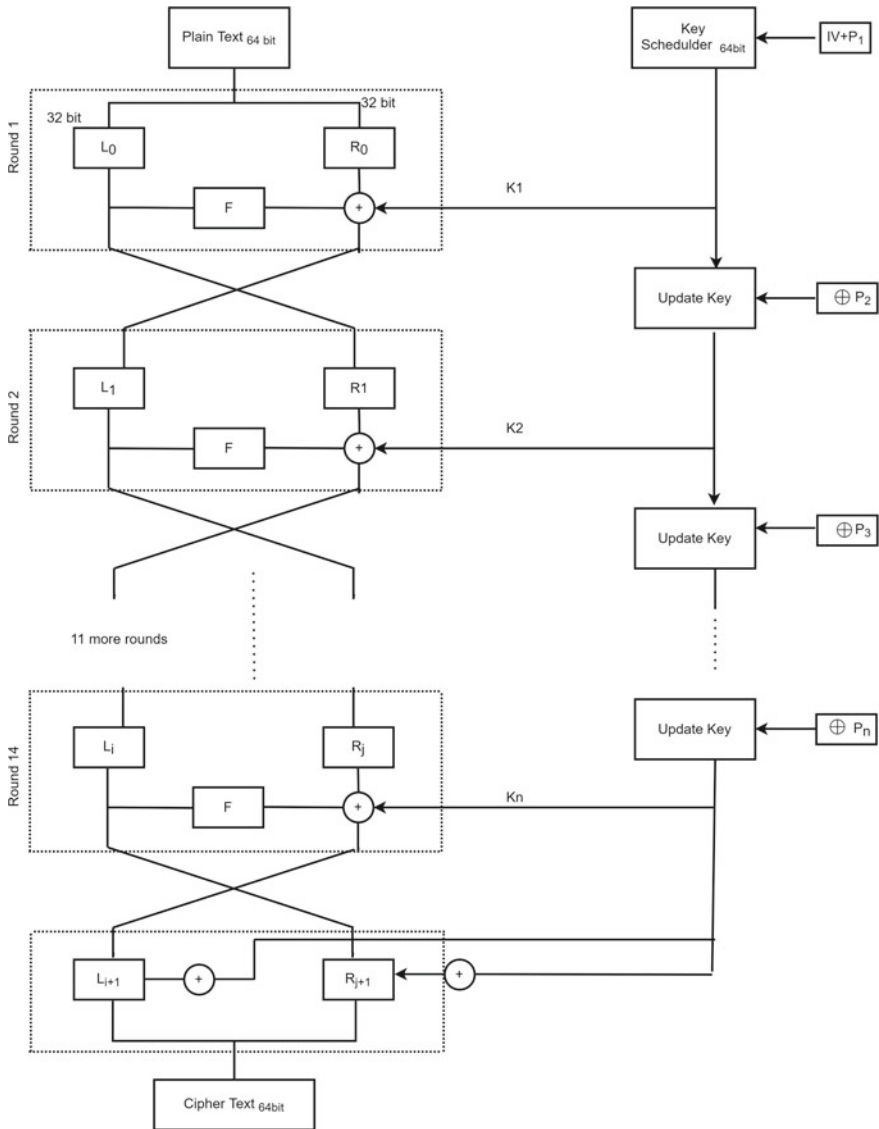 Plain Text 64 bit
Key
Schedulder 64bit
IV+P1
Round 1
32 bit
32 bit
L0
R0
F
+
K1
Update Key
⊕ P2
Round 2
L1
R1
F
+
K2
Update Key
⊕ P3
11 more rounds
Round 14
Li
Rj
Update Key
⊕ Pn
F
+
Kn
Li+1
+
Rj+1
+
Cipher Text 64bit